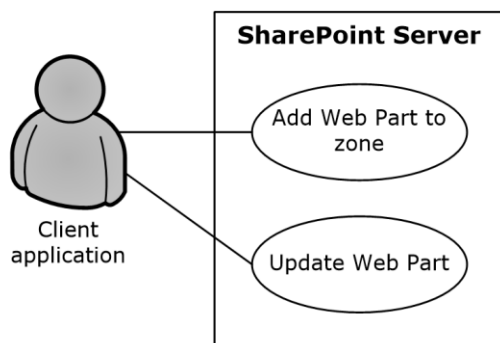 SharePoint Server
Add Web Part to
zone
Client
application
Update Web Part